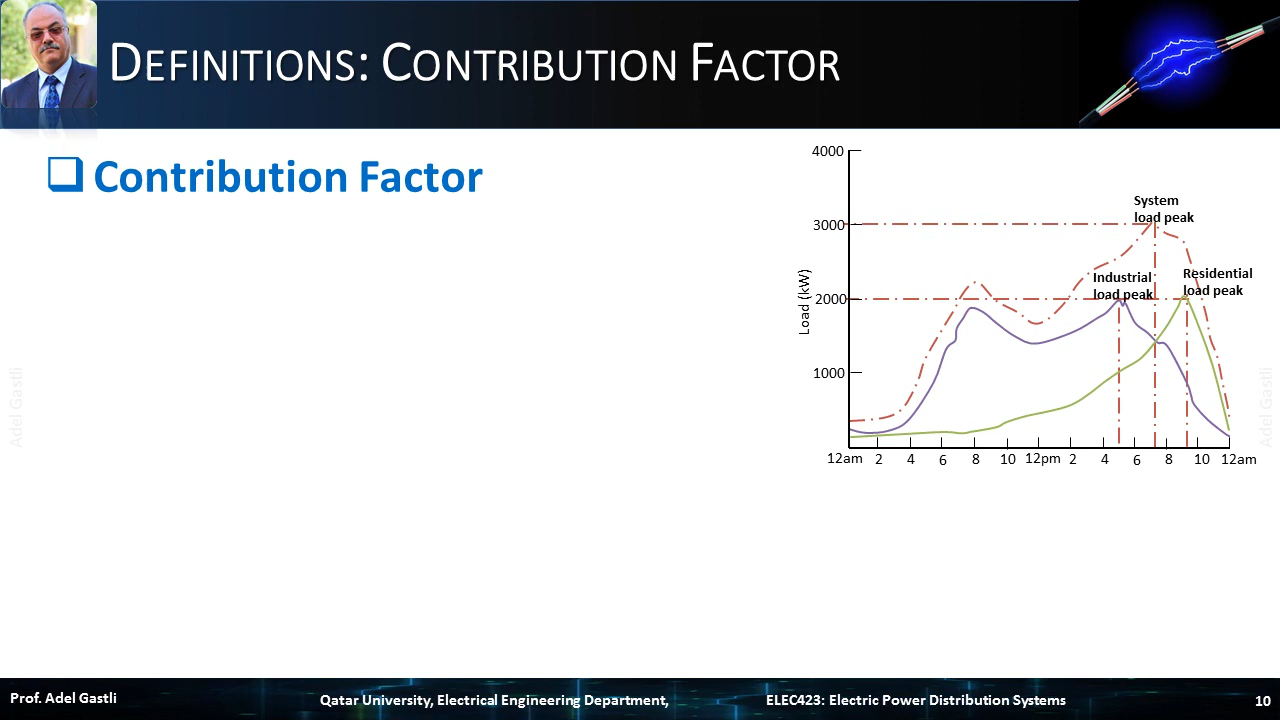 DEFINITIONS: CONTRIBUTION FACTOR
Contribution Factor
4000
3000
2000
1000
Load (kW)
System
load peak
Industrial
load peak
Residential
load peak
12am 2 4 6 8 10 12pm 2 4 6 8 10 12am
Adel Gastli
Adel Gastli
Prof. Adel Gastli
Qatar University, Electrical Engineering Department,
ELEC423: Electric Power Distribution Systems
10